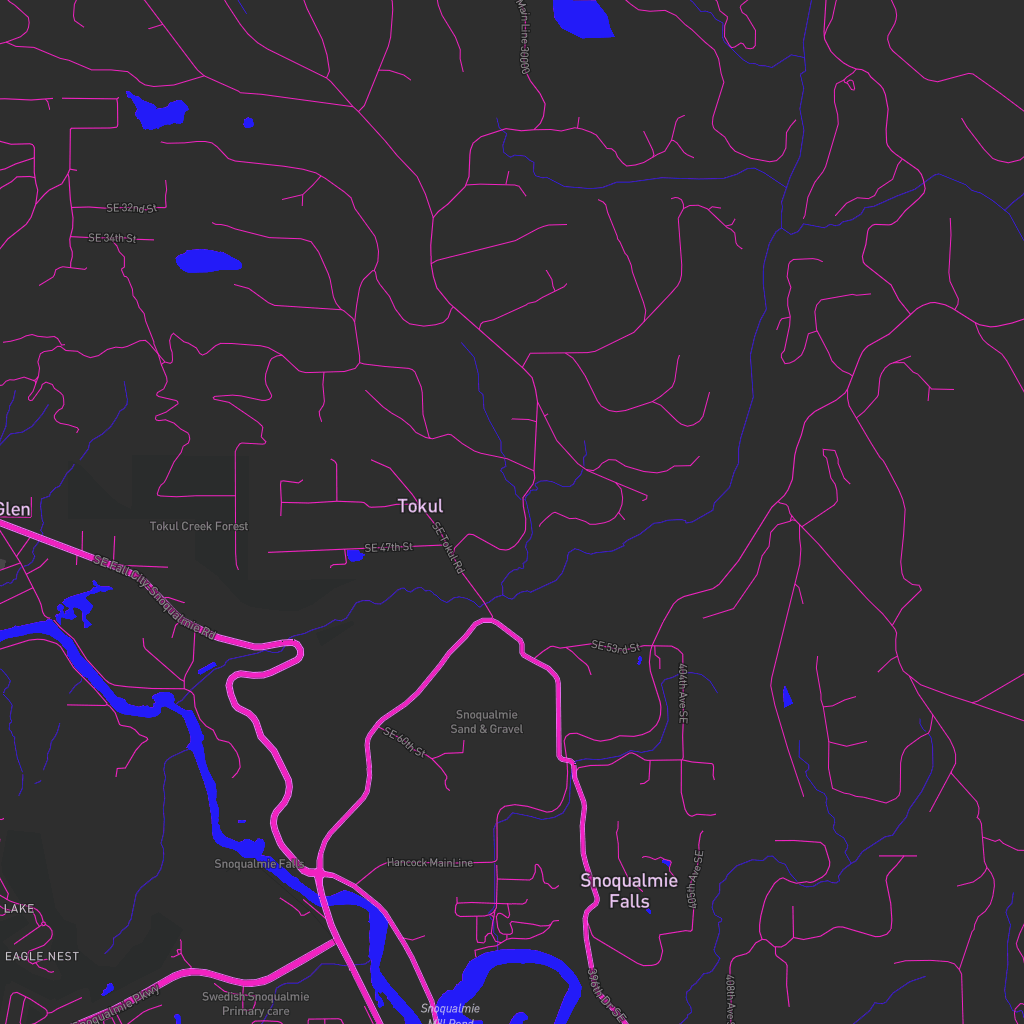 Main Line 30000
SE 32nd St
SE 34th St
Glen
Tokul
Tokul Creek Forest
SE 47th St
SE Tokul Rd
SE Fall City-Snoqualmie Rd
SE 53rd St
404th Ave SE
Snoqualmie
Sand & Gravel
SE 60th St
Snoqualmie Falls
Hancock MainLine
Snoqualmie
Falls
LAKE
EAGLE NEST
Swedish Snoqualmie
Primary care
Snoqualmie Pkwy
Snoqualmie
Mill Pond
396th Dr SE